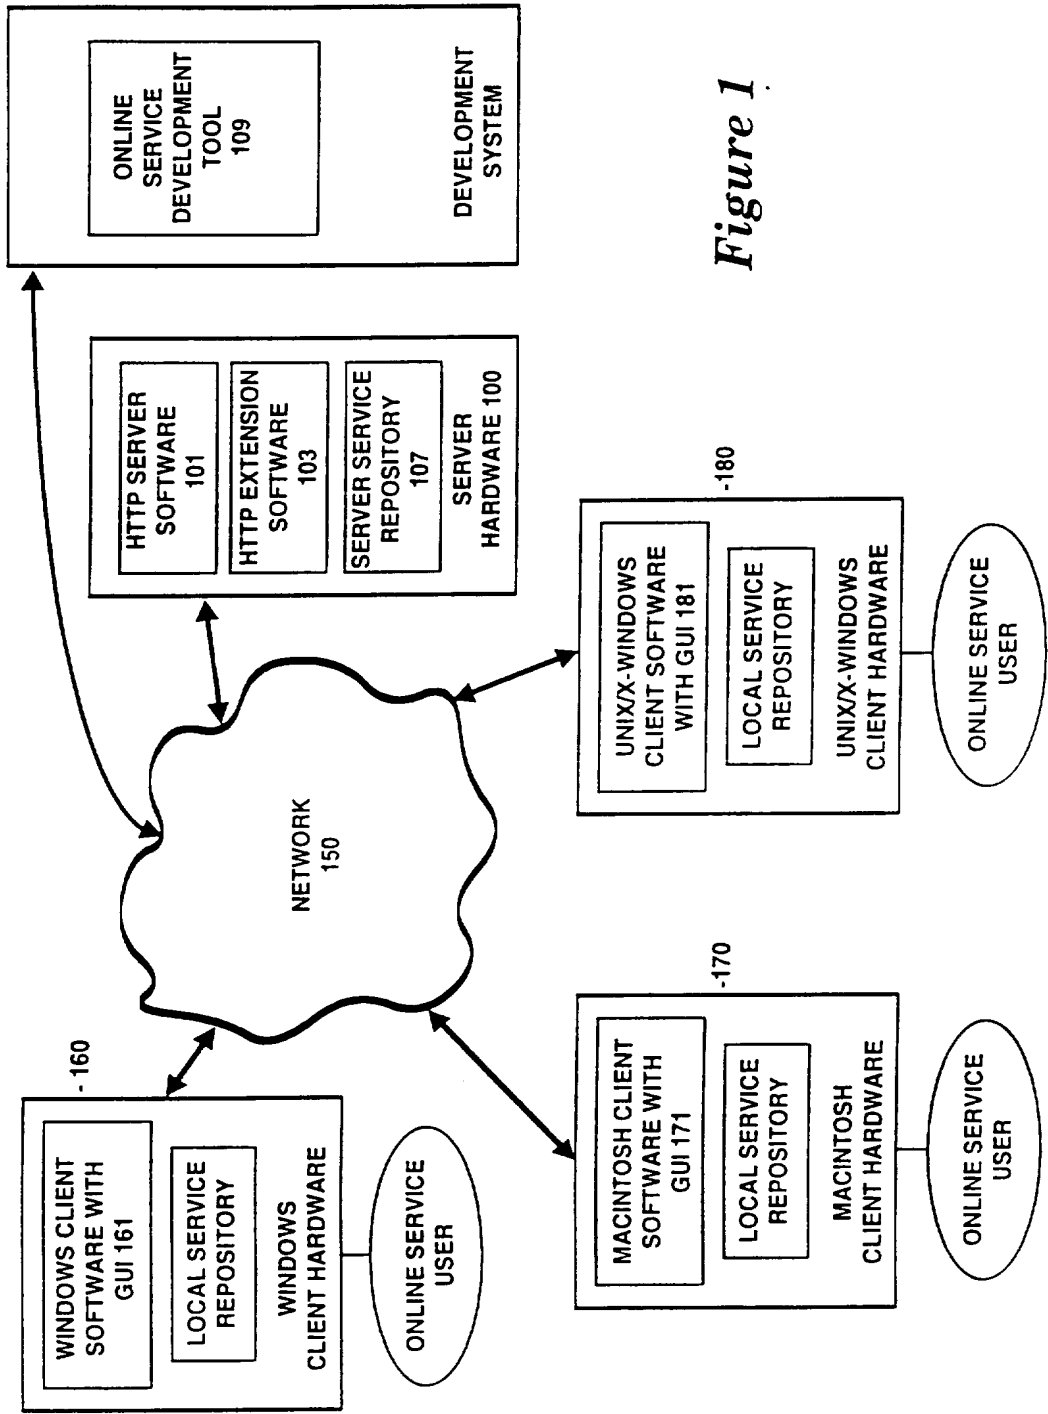 WINDOWS CLIENT
SOFTWARE WITH
GUI 161
LOCAL SERVICE
REPOSITORY
WINDOWS
CLIENT HARDWARE
-160
ONLINE SERVICE
USER
NETWORK
150
HTTP SERVER
SOFTWARE
101
HTTP EXTENSION
SOFTWARE
103
SERVER SERVICE
REPOSITORY
107
SERVER
HARDWARE 100
ONLINE
SERVICE
DEVELOPMENT
TOOL
109
DEVELOPMENT
SYSTEM
-170
MACINTOSH CLIENT
SOFTWARE WITH
GUI 171
LOCAL SERVICE
REPOSITORY
MACINTOSH
CLIENT HARDWARE
ONLINE SERVICE
USER
-180
UNIX/X-WINDOWS
CLIENT SOFTWARE
WITH GUI 181
LOCAL SERVICE
REPOSITORY
UNIX/X-WINDOWS
CLIENT HARDWARE
ONLINE SERVICE
USER
Figure 1